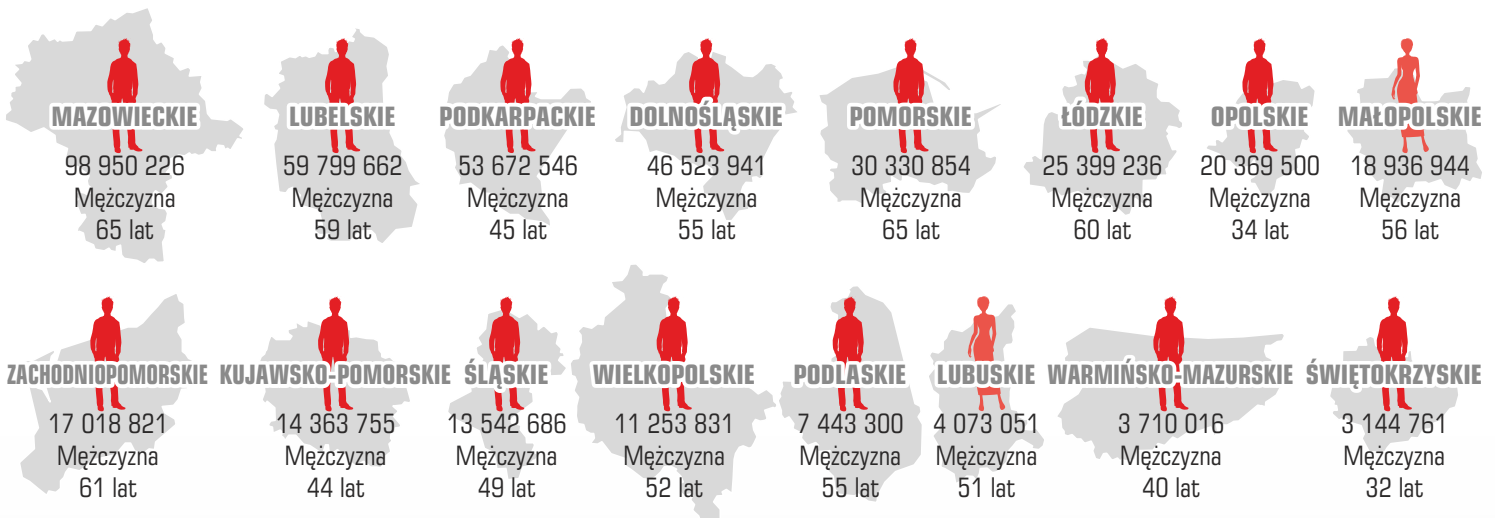 MAZOWIECKIE
98 950 226
Mężczyzna
65 lat
LUBELSKIE
59 799 662
Mężczyzna
59 lat
PODKARPACKIE
53 672 546
Mężczyzna
45 lat
DOLNOŚLĄSKIE
46 523 941
Mężczyzna
55 lat
POMORSKIE
30 330 854
Mężczyzna
65 lat
ŁÓDZKIE
25 399 236
Mężczyzna
60 lat
OPOLSKIE
20 369 500
Mężczyzna
34 lat
MAŁOPOLSKIE
18 936 944
Mężczyzna
56 lat
ZACHODNIOPOMORSKIE
17 018 821
Mężczyzna
61 lat
KUJAWSKO-POMORSKIE
14 363 755
Mężczyzna
44 lat
ŚLĄSKIE
13 542 686
Mężczyzna
49 lat
WIELKOPOLSKIE
11 253 831
Mężczyzna
52 lat
PODLASKIE
7 443 300
Mężczyzna
55 lat
LUBUSKIE
4 073 051
Mężczyzna
51 lat
WARMIŃSKO-MAZURSKIE
3 710 016
Mężczyzna
40 lat
ŚWIĘTOKRZYSKIE
3 144 761
Mężczyzna
32 lat